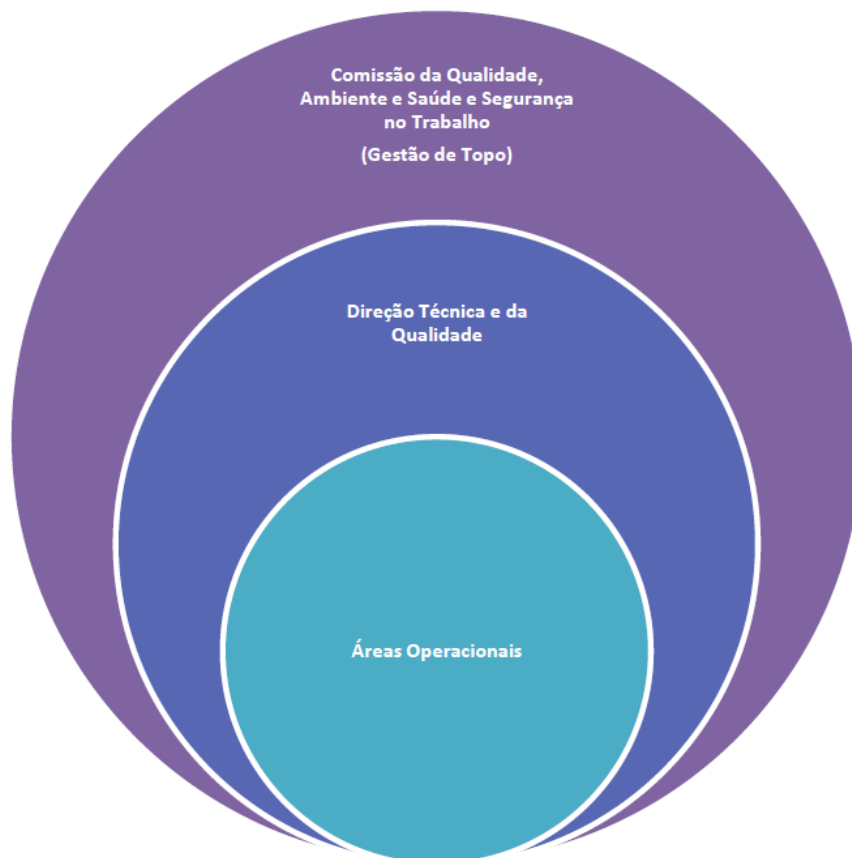 Comissão da Qualidade,
Ambiente e Saúde e Segurança
no Trabalho
(Gestão de Topo)
Direção Técnica e da
Qualidade
Áreas Operacionais